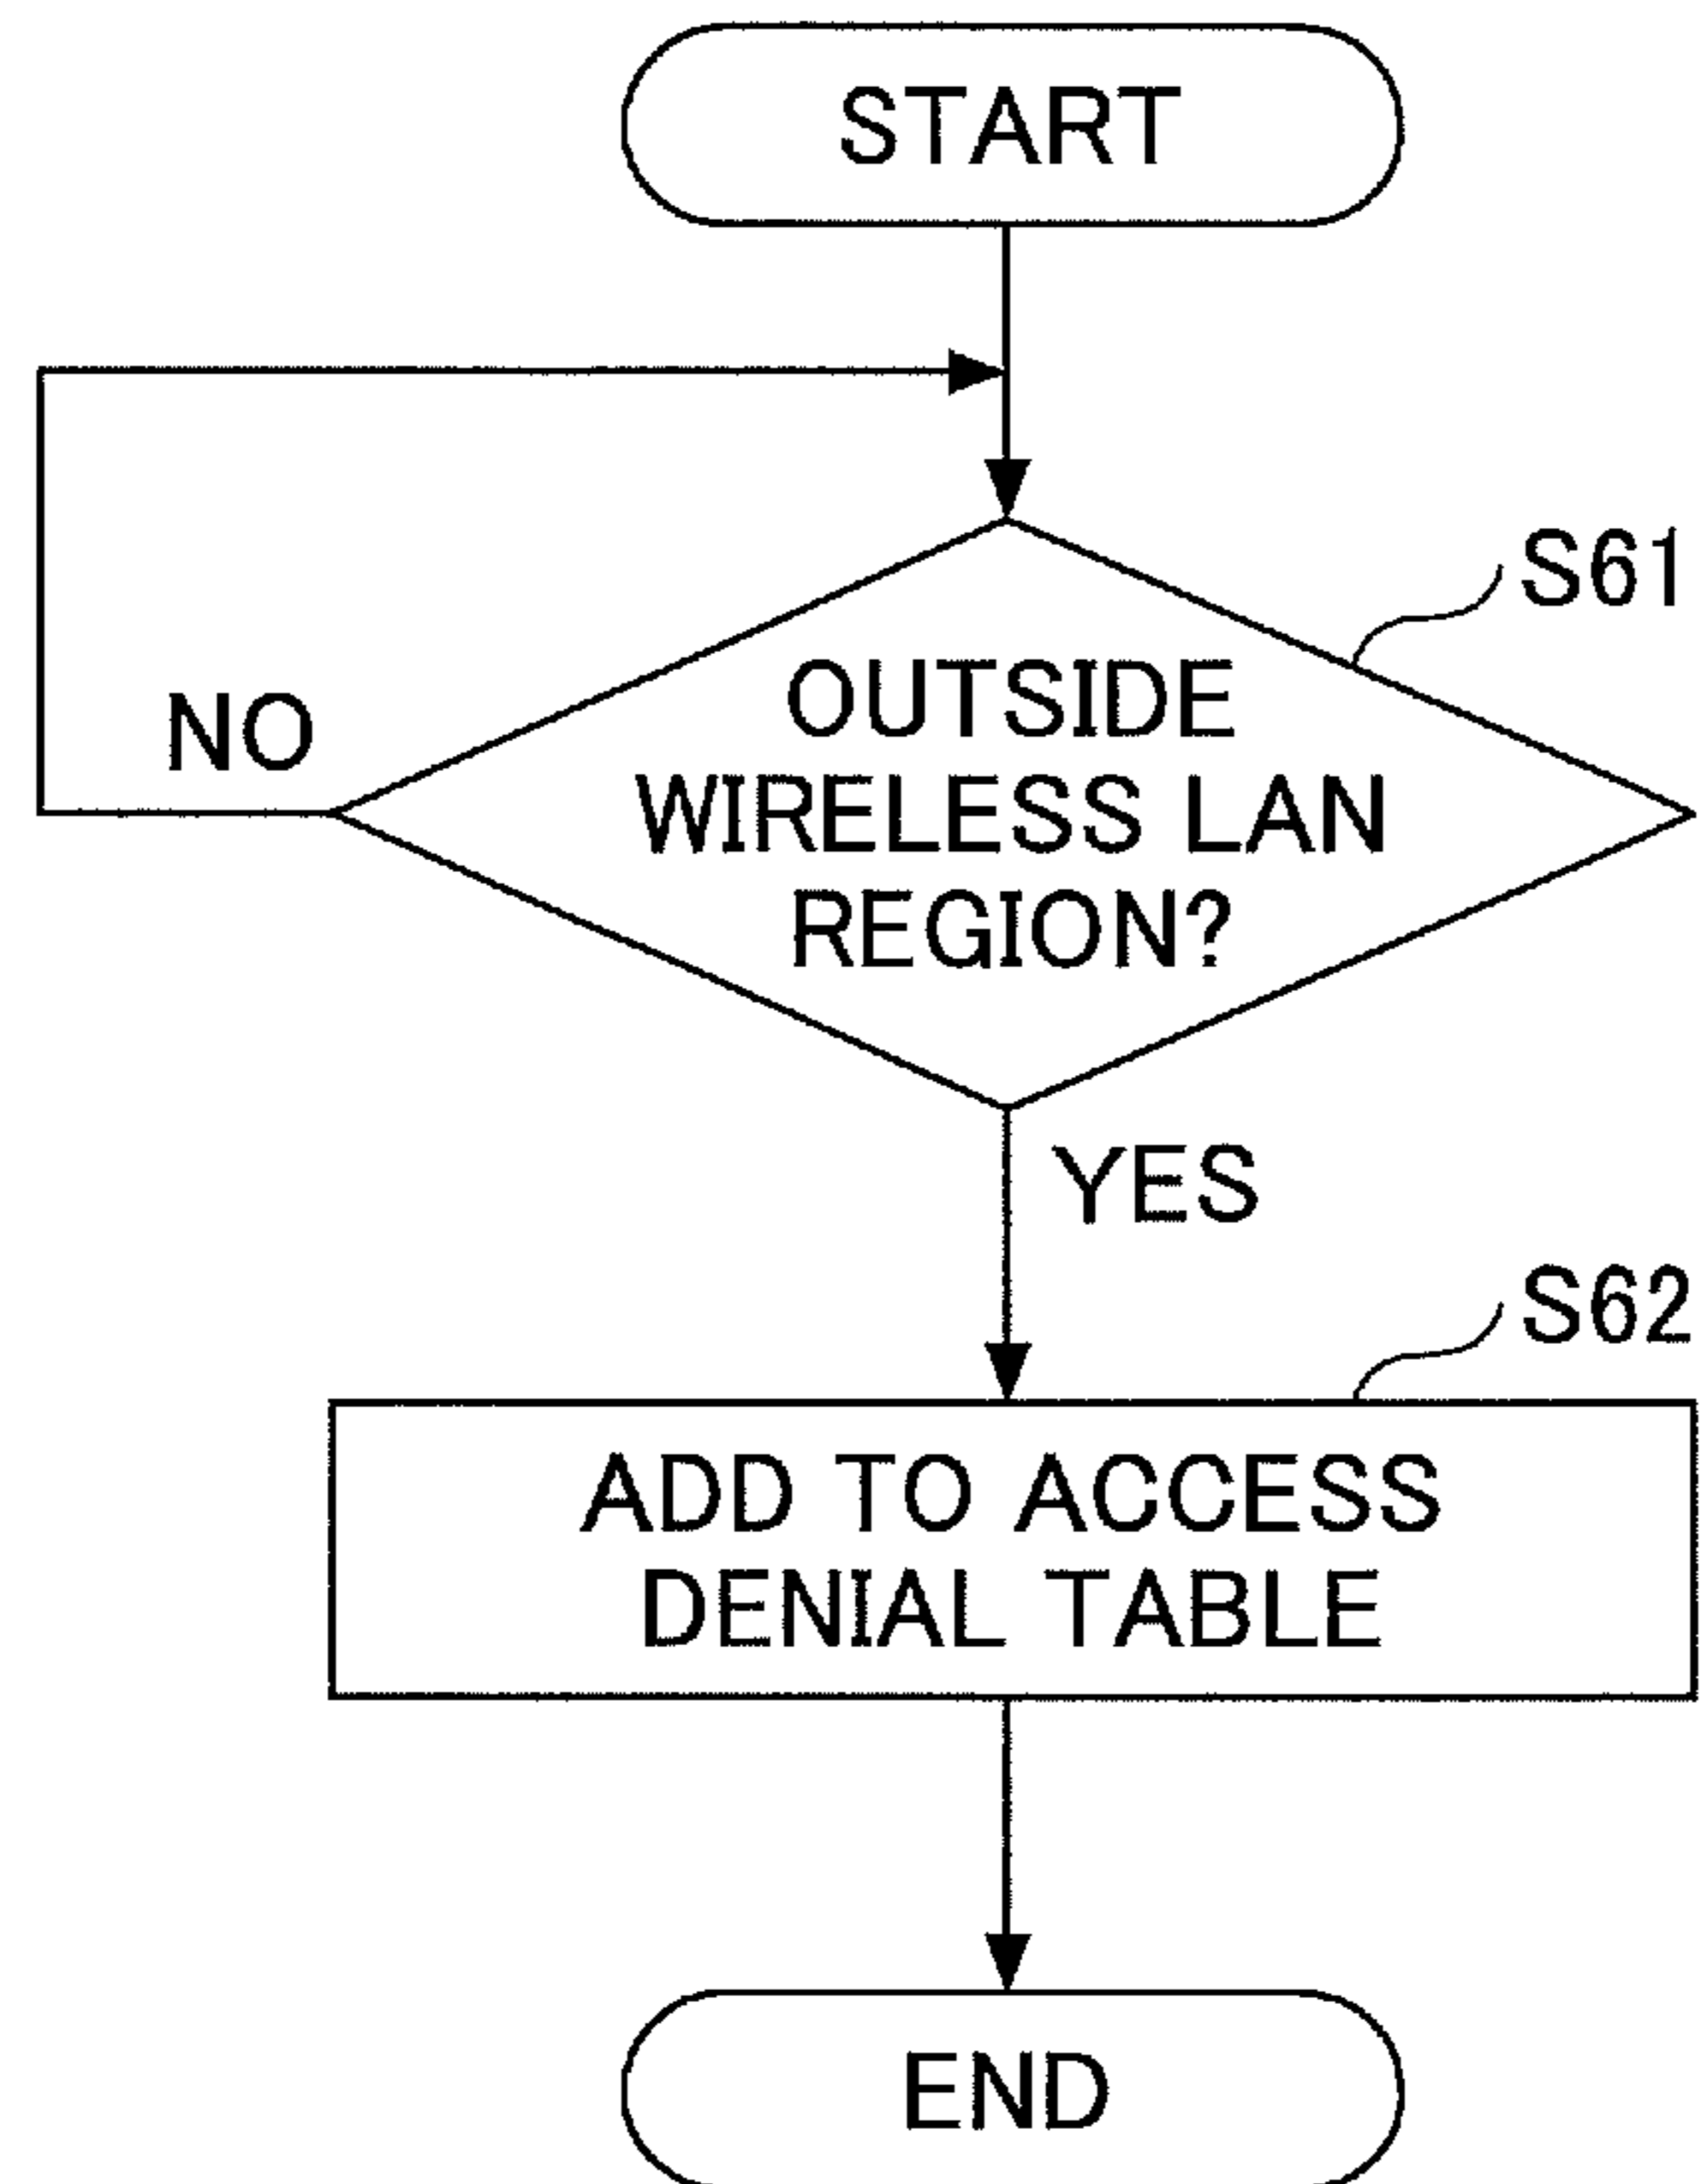 START
S61
OUTSIDE
WIRELESS LAN
REGION?
NO
YES
S62
ADD TO ACCESS
DENIAL TABLE
END